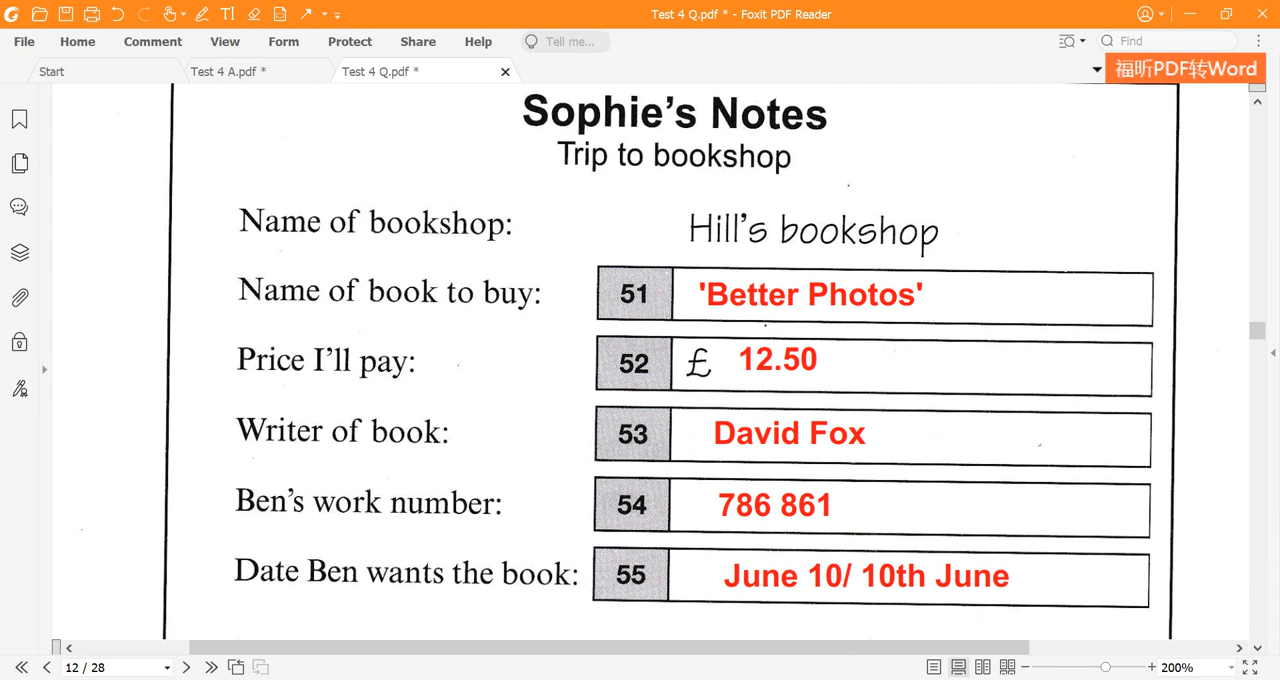 Test 4 Q.pdf * - Foxit PDF Reader
File Home Comment View Form Protect Share Help Tell me... Find
Start Test 4 A.pdf * Test 4 Q.pdf * 福昕PDF转Word
Sophie's Notes
Trip to bookshop
Name of bookshop: Hill's bookshop
Name of book to buy: 51 'Better Photos'
Price I'll pay: 52 £ 12.50
Writer of book: 53 David Fox
Ben's work number: 54 786 861
Date Ben wants the book: 55 June 10/ 10th June
12 / 28 200%